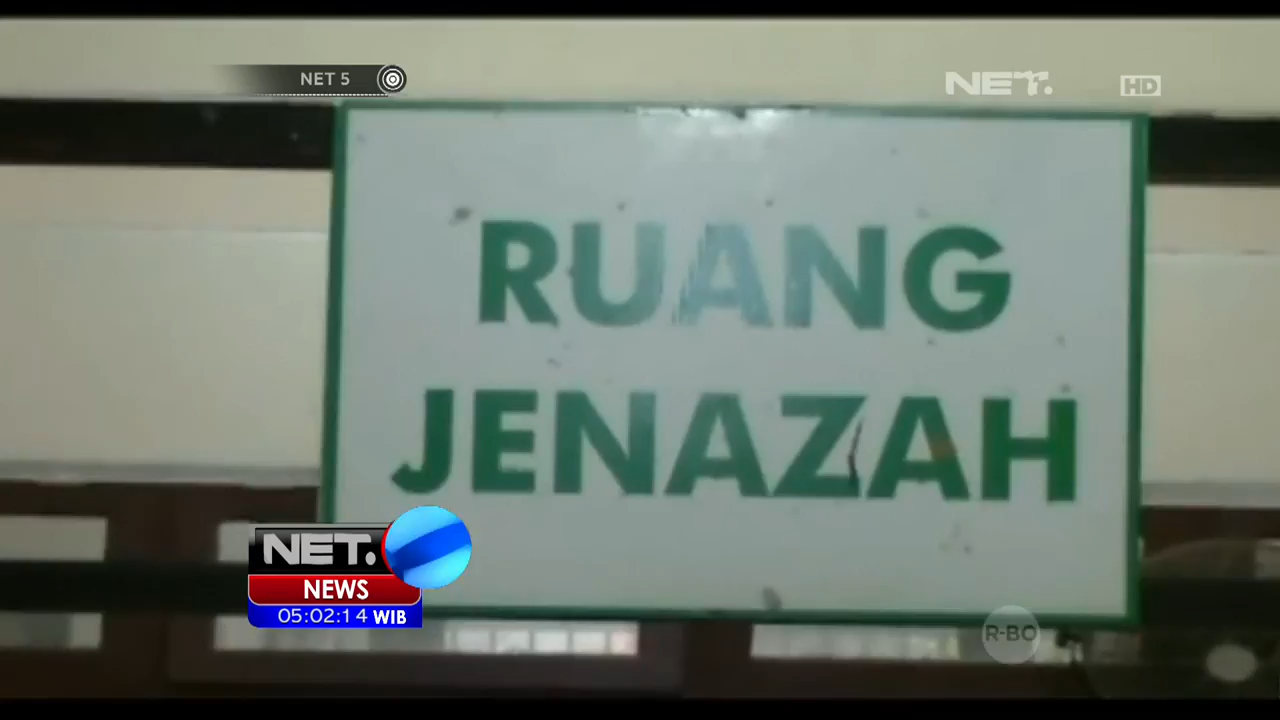 NET 5
NET.
HD
RUANG
JENAZAH
NET.
NEWS
05:02:14 WIB
R-BO